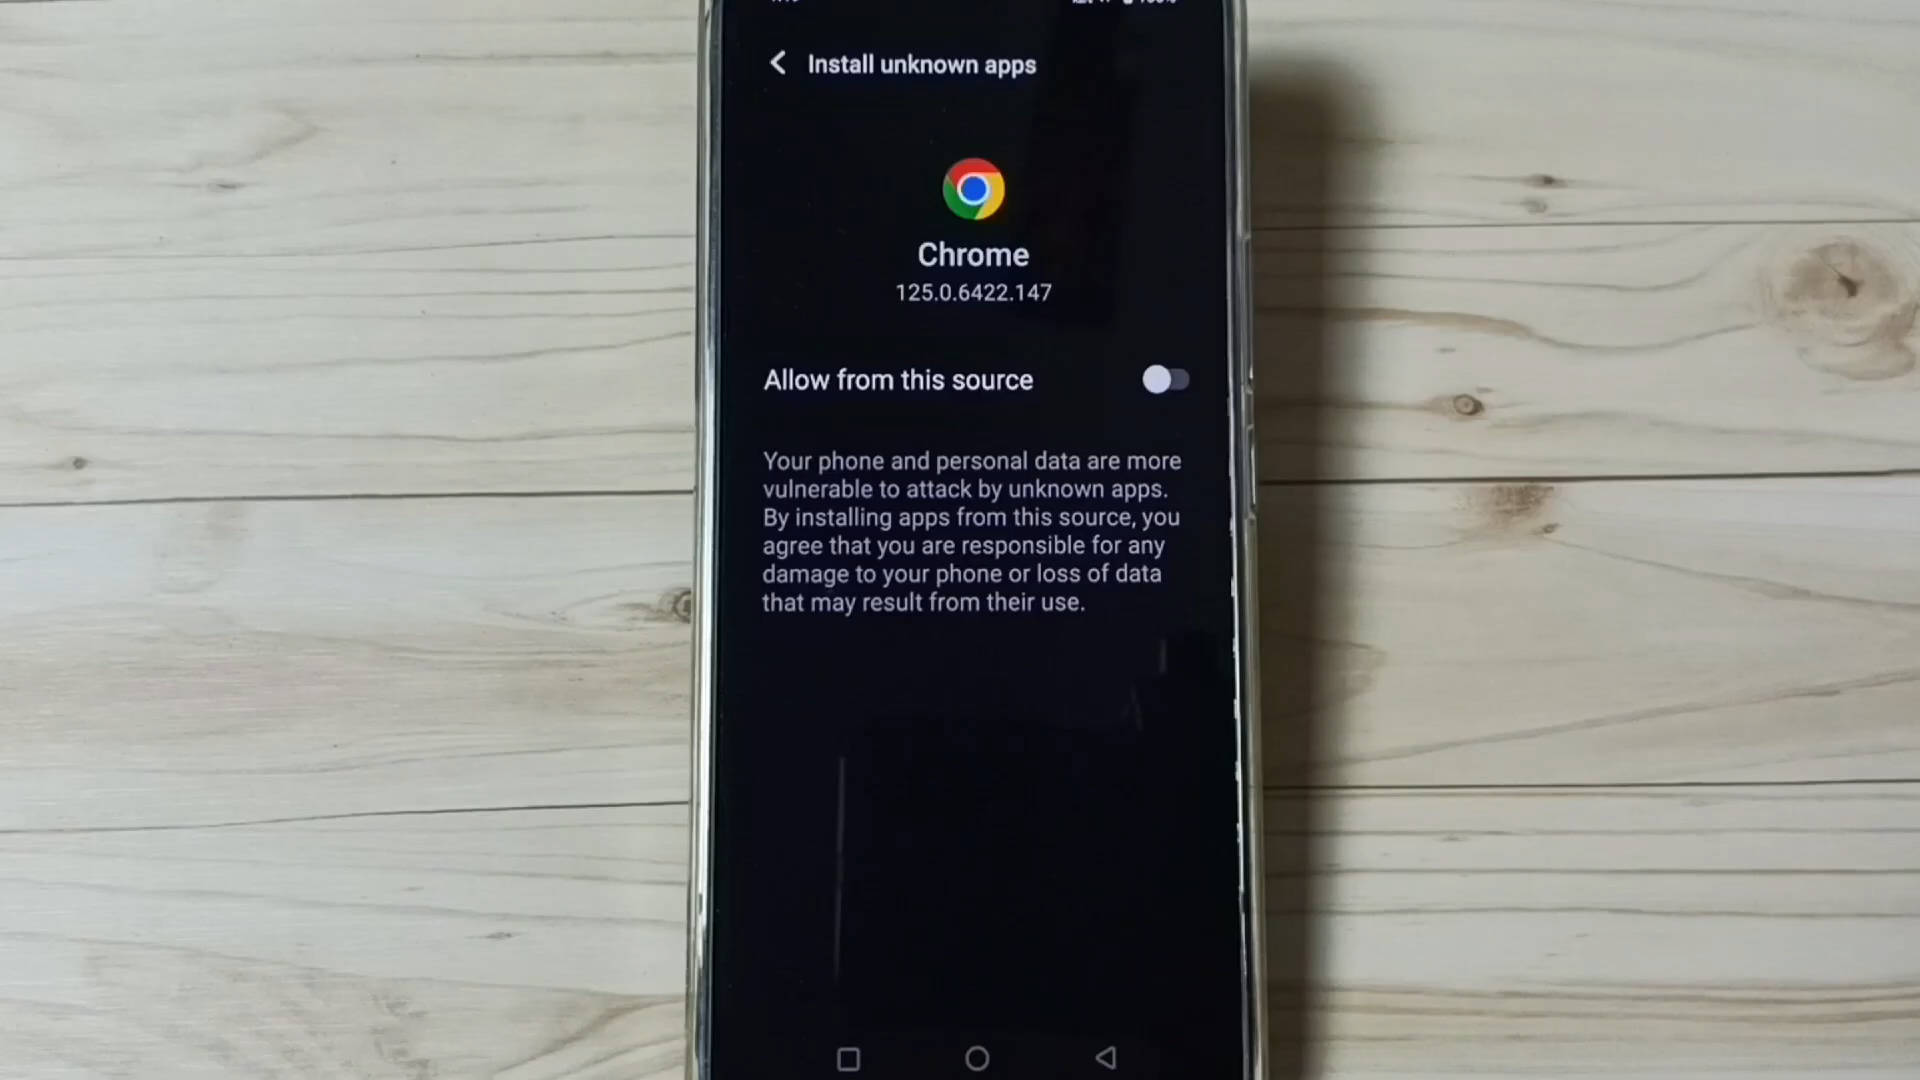 Install unknown apps
Chrome
125.0.6422.147
Allow from this source
Your phone and personal data are more
vulnerable to attack by unknown apps.
By installing apps from this source, you
agree that you are responsible for any
damage to your phone or loss of data
that may result from their use.